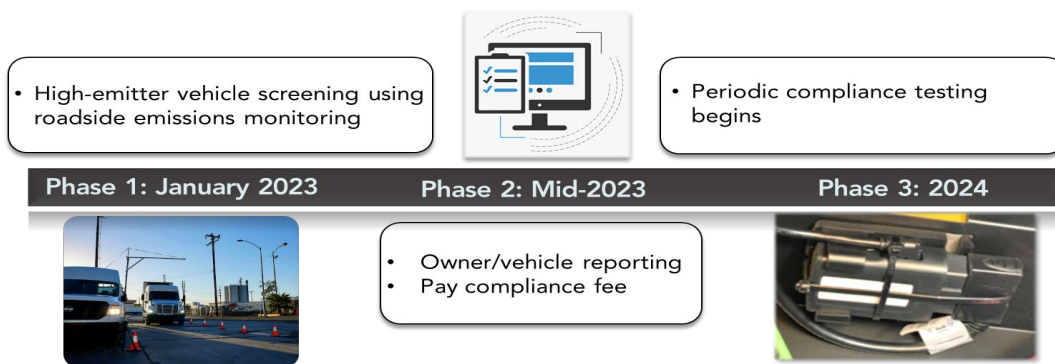 • High-emitter vehicle screening using
roadside emissions monitoring
• Periodic compliance testing
begins
Phase 1: January 2023
Phase 2: Mid-2023
Phase 3: 2024
• Owner/vehicle reporting
• Pay compliance fee